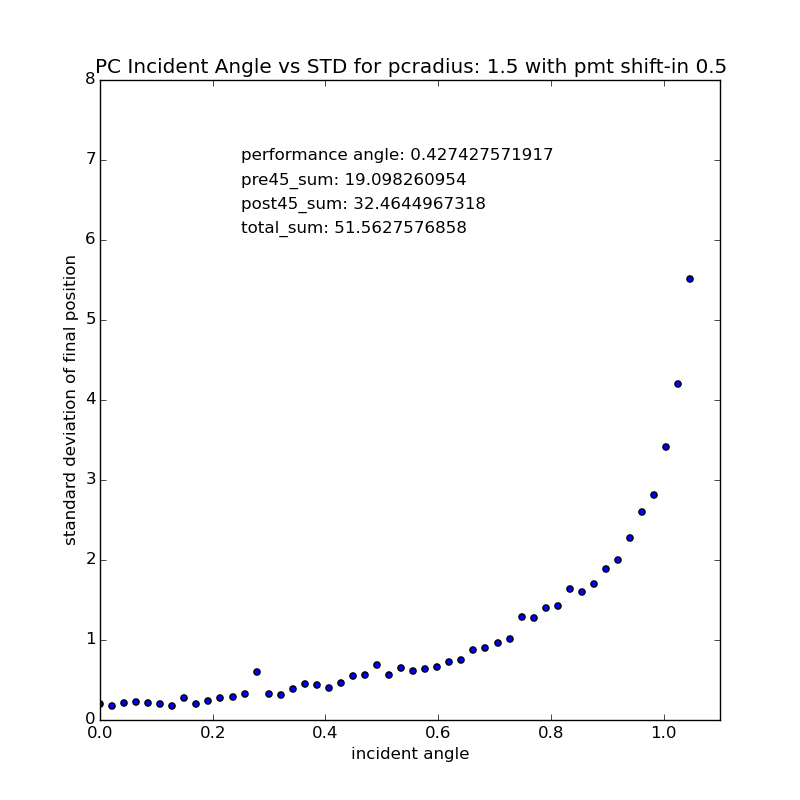 PC Incident Angle vs STD for pcradius: 1.5 with pmt shift-in 0.5
8
7
6
5
4
3
2
1
0
standard deviation of final position
performance angle: 0.427427571917
pre45_sum: 19.098260954
post45_sum: 32.4644967318
total_sum: 51.5627576858
0.0 0.2 0.4 0.6 0.8 1.0
incident angle